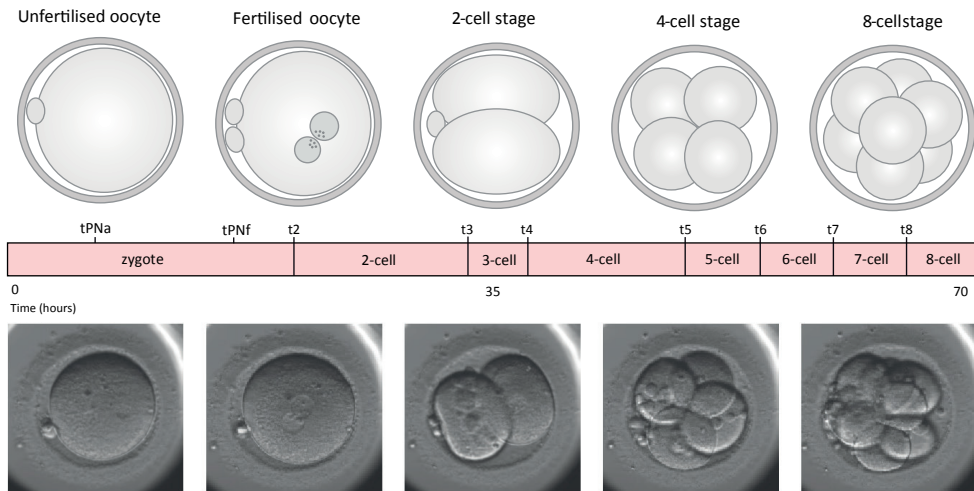 Unfertilised oocyte
Fertilised oocyte
2-cell stage
4-cell stage
8-cellstage
tPNa
tPNf
t2
t3
t4
t5
t6
t7
t8
zygote
2-cell
3-cell
4-cell
5-cell
6-cell
7-cell
8-cell
0
35
70
Time (hours)